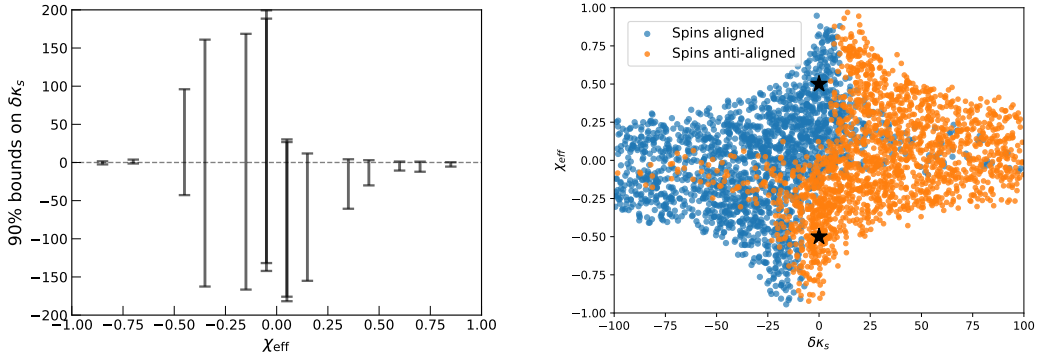 200
150
100
50
0
−50
−100
−150
−200
−1.00 −0.75 −0.50 −0.25 0.00 0.25 0.50 0.75 1.00
90% bounds on δκₛ
χ_eff
1.00
0.75
0.50
0.25
0.00
−0.25
−0.50
−0.75
−1.00
Spins aligned
Spins anti-aligned
−100 −75 −50 −25 0 25 50 75 100
χ_eff
δκₛ